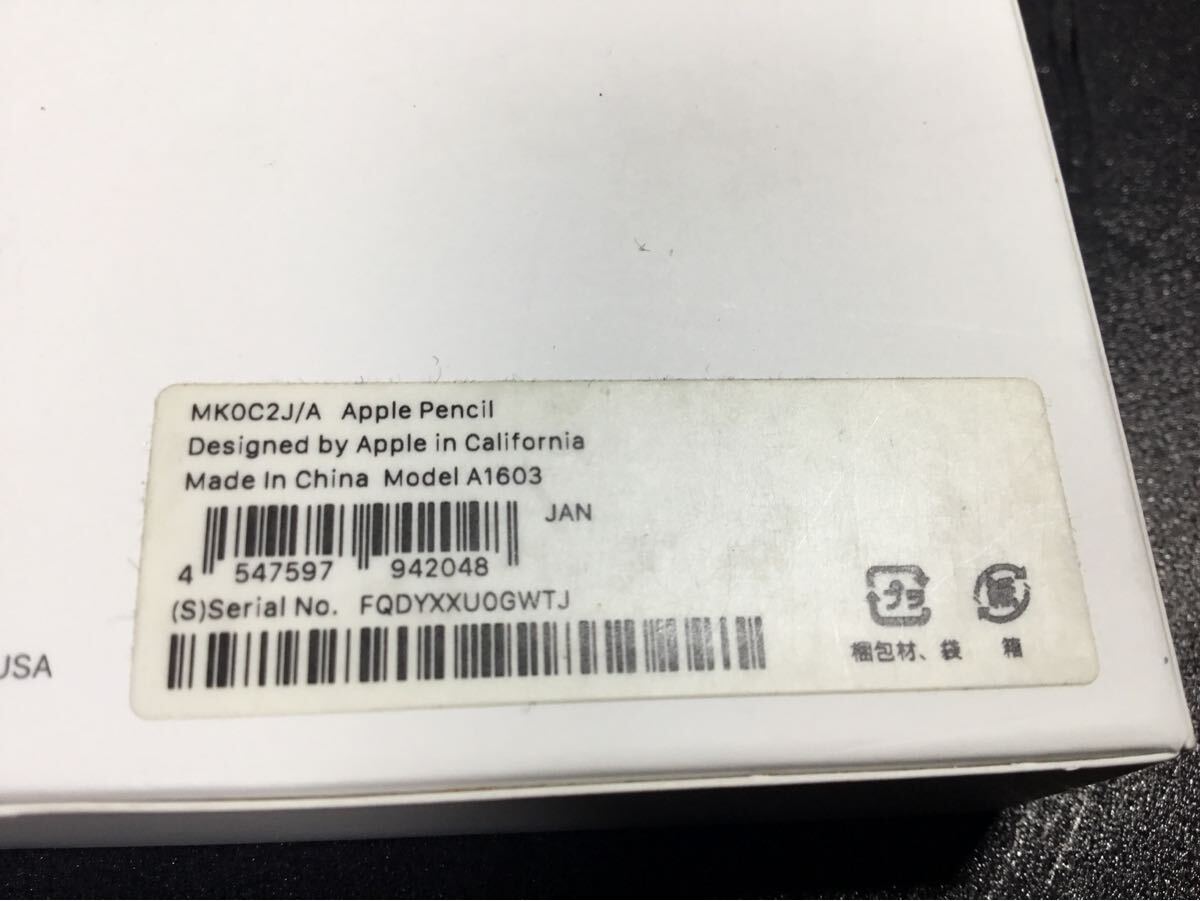 MK0C2J/A Apple Pencil
Designed by Apple in California
Made In China Model A1603
JAN
4 547597 942048
(S)Serial No. FQDYXXU0GWTJ
プラ
紙
梱包材、袋 箱
USA